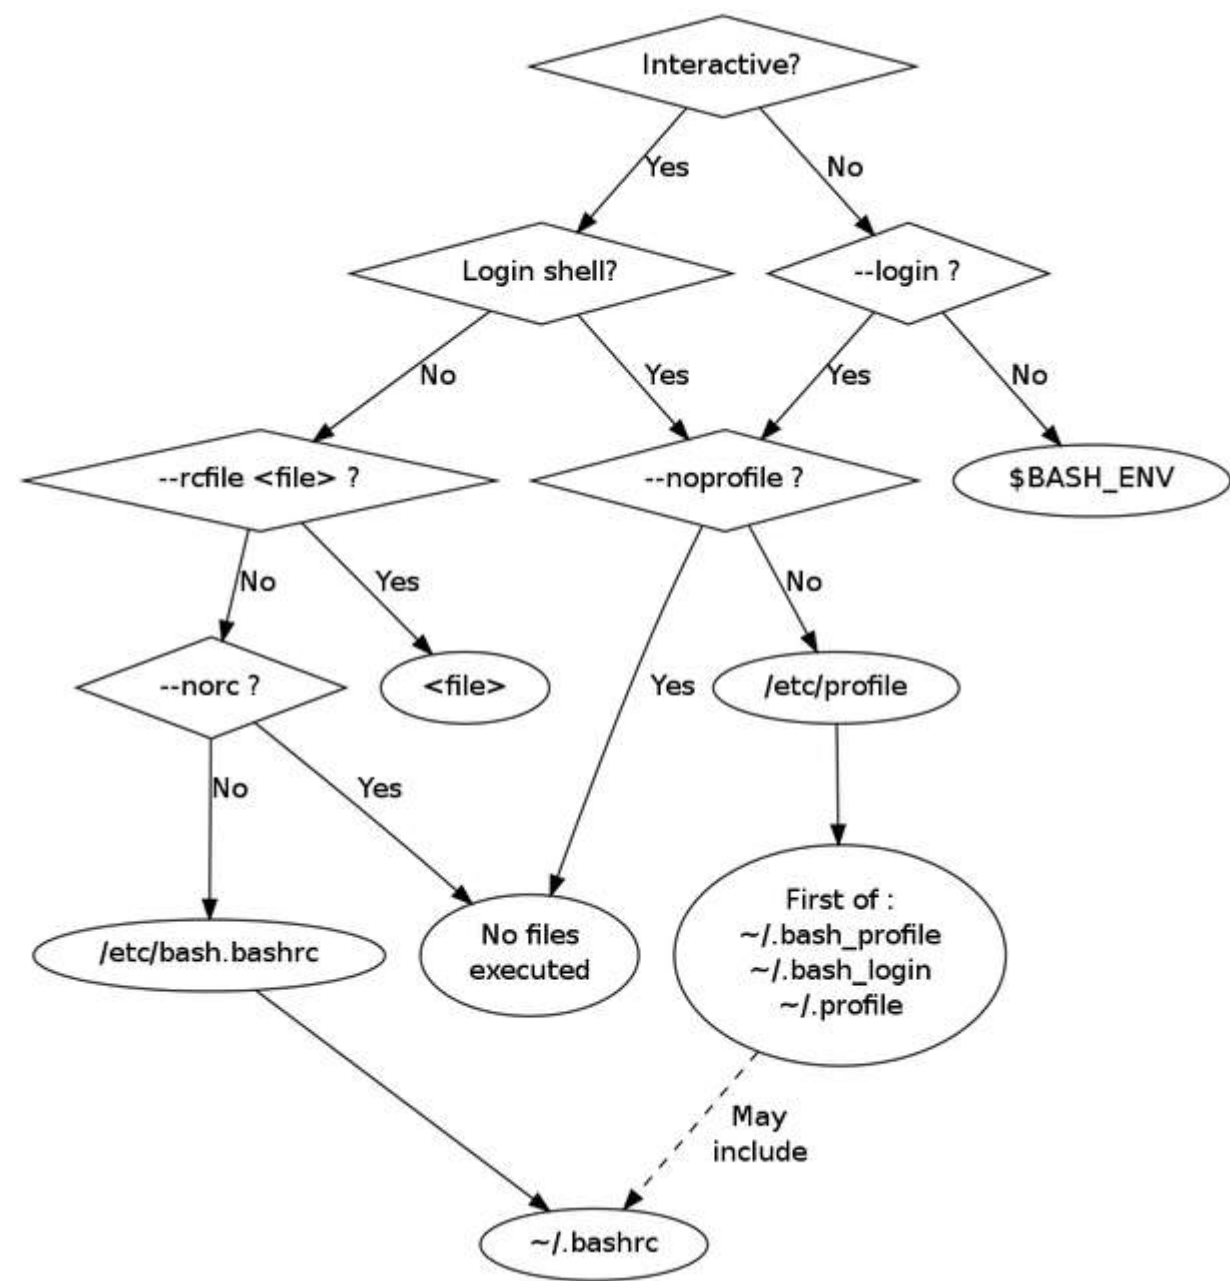 Interactive?
Yes
No
Login shell?
--login ?
No
Yes
Yes
No
--rcfile <file> ?
--noprofile ?
$BASH_ENV
No
Yes
No
--norc ?
<file>
Yes
/etc/profile
No
Yes
/etc/bash.bashrc
No files
executed
First of :
~/.bash_profile
~/.bash_login
~/.profile
May
include
~/.bashrc